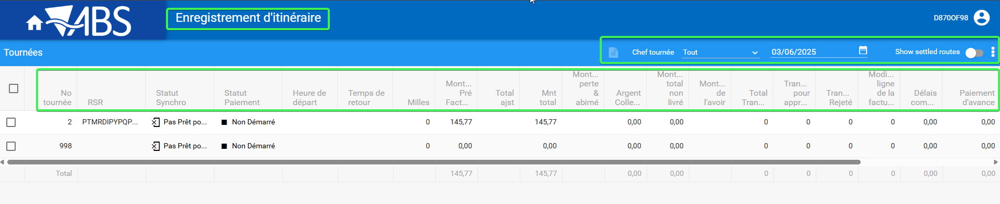 ABS
Enregistrement d'itinéraire
D870OF98
Tournées
Chef tournée Tout 03/06/2025 Show settled routes
No tournée RSR Statut Synchro Statut Paiement Heure de départ Temps de retour Milles Mont... Pré Fact... Total ajst Mnt total Mont... perte & abimé Argent Colle... Mont... total non livré Mont... de l'avoir Total Tran... Tran... pour appr... Tran... Rejeté Modi... ligne de la factu... Délais com... Paiement d'avance
2 PTMRDIPYPQP... Pas Prêt po... Non Démarré 0 145,77 145,77 0,00 0,00 0 0 0 0 0,00 0,00
998 Pas Prêt po... Non Démarré 0 0,00 0,00 0,00 0,00 0 0 0 0 0,00 0,00
Total 145,77 145,77 0,00 0,00 0 0 0 0 0,00 0,00